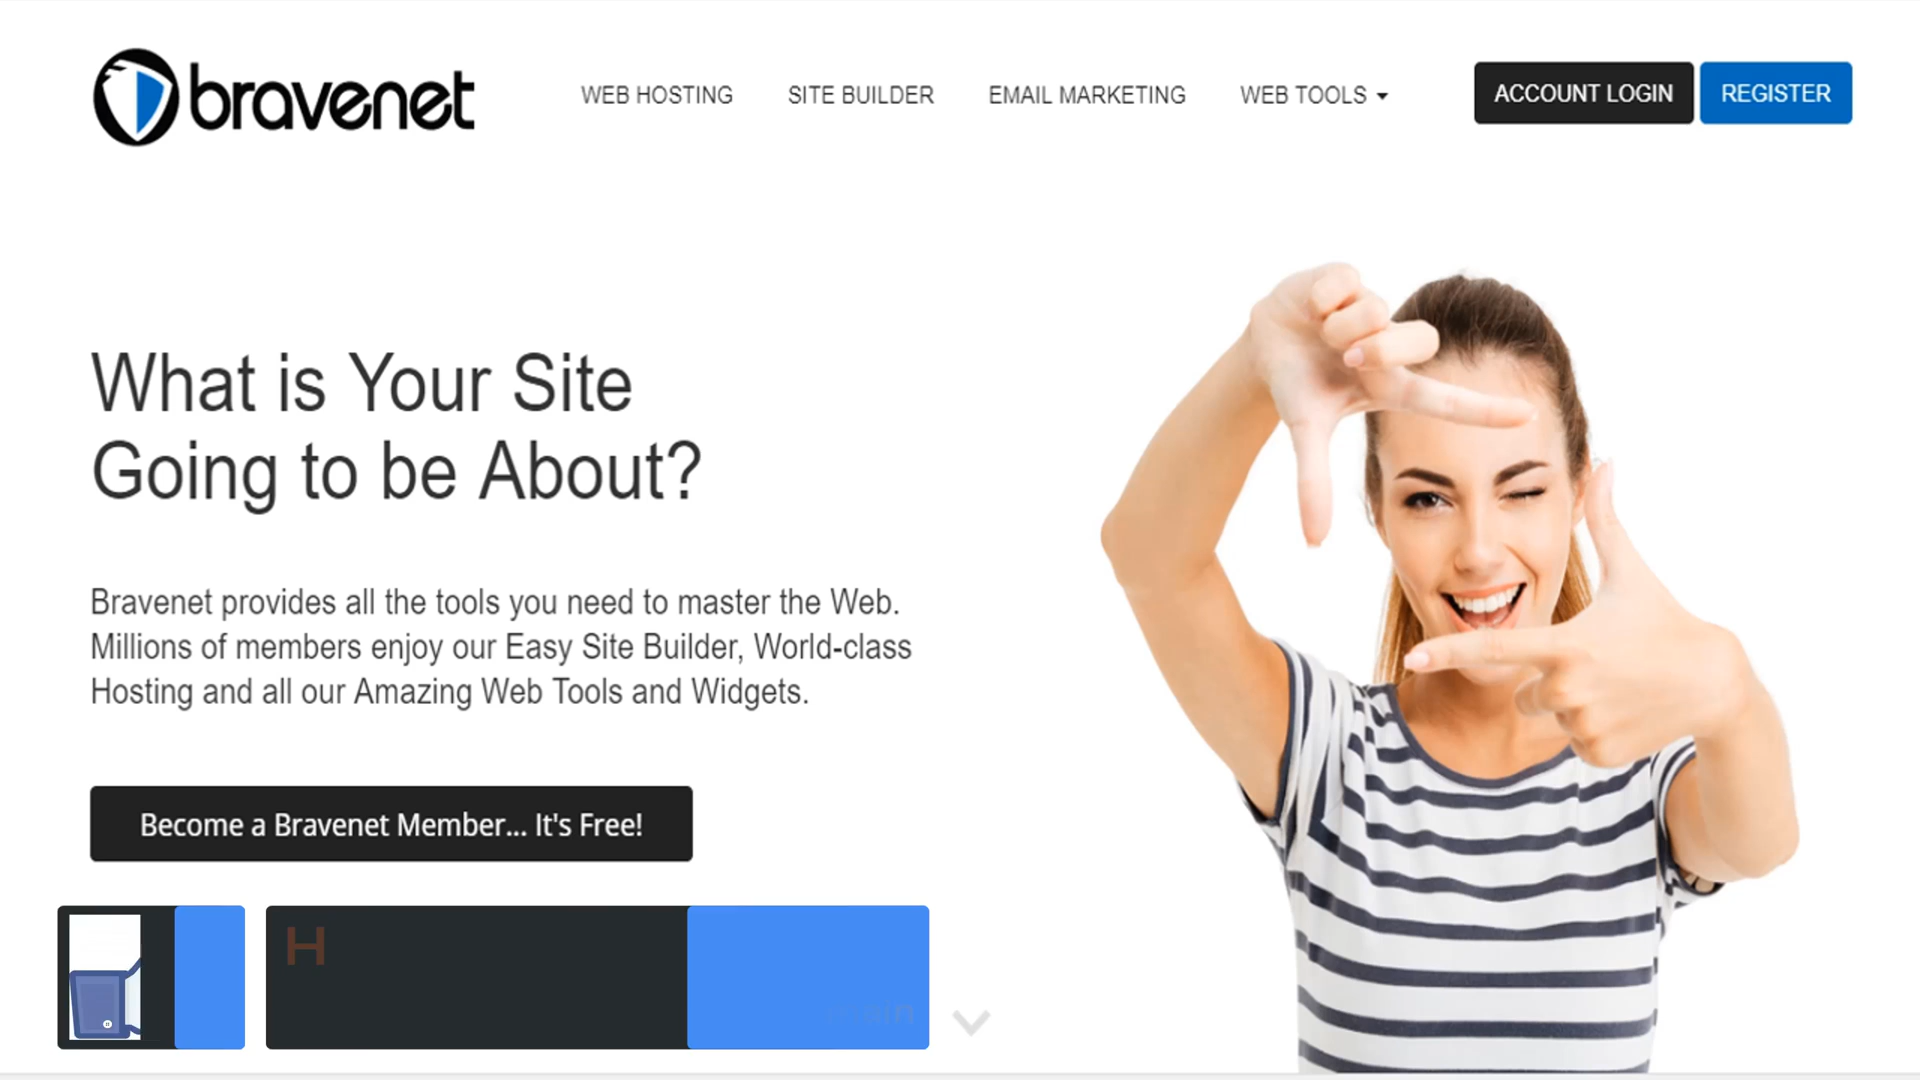 bravenet
WEB HOSTING
SITE BUILDER
EMAIL MARKETING
WEB TOOLS
ACCOUNT LOGIN
REGISTER
What is Your Site
Going to be About?
Bravenet provides all the tools you need to master the Web.
Millions of members enjoy our Easy Site Builder, World-class
Hosting and all our Amazing Web Tools and Widgets.
Become a Bravenet Member... It's Free!
H